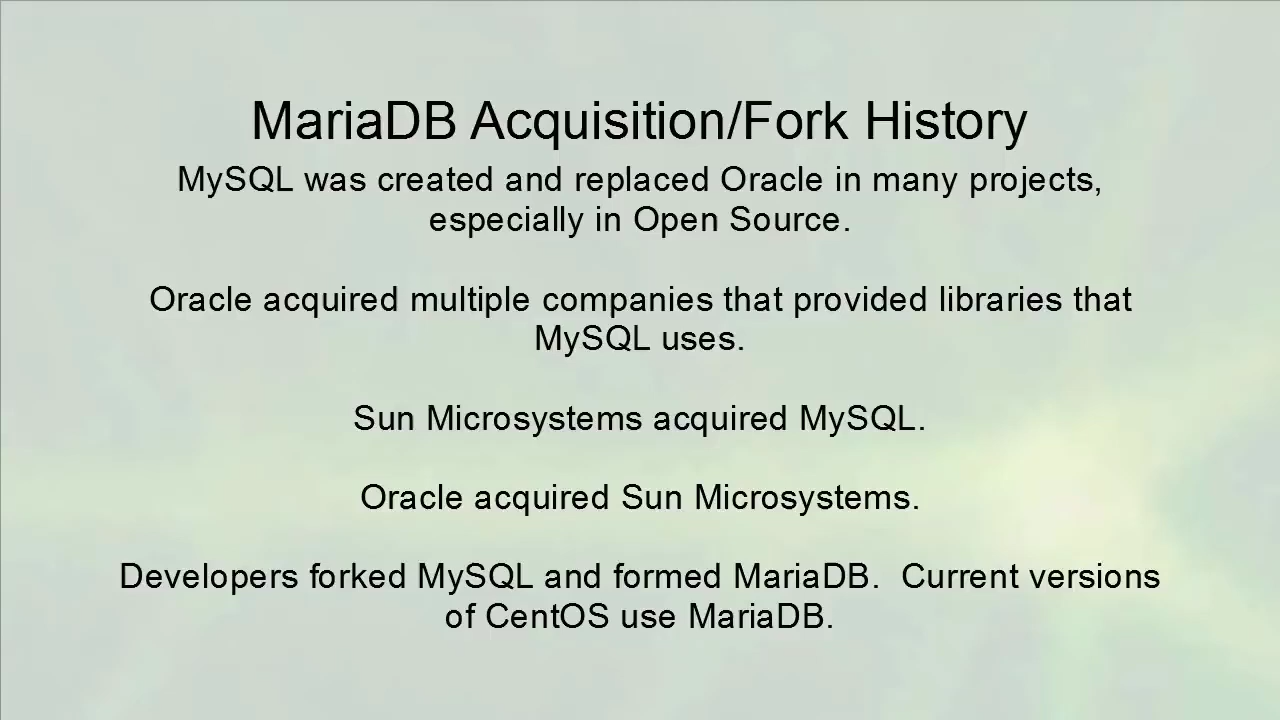 MariaDB Acquisition/Fork History
MySQL was created and replaced Oracle in many projects,
especially in Open Source.
Oracle acquired multiple companies that provided libraries that
MySQL uses.
Sun Microsystems acquired MySQL.
Oracle acquired Sun Microsystems.
Developers forked MySQL and formed MariaDB.  Current versions
of CentOS use MariaDB.